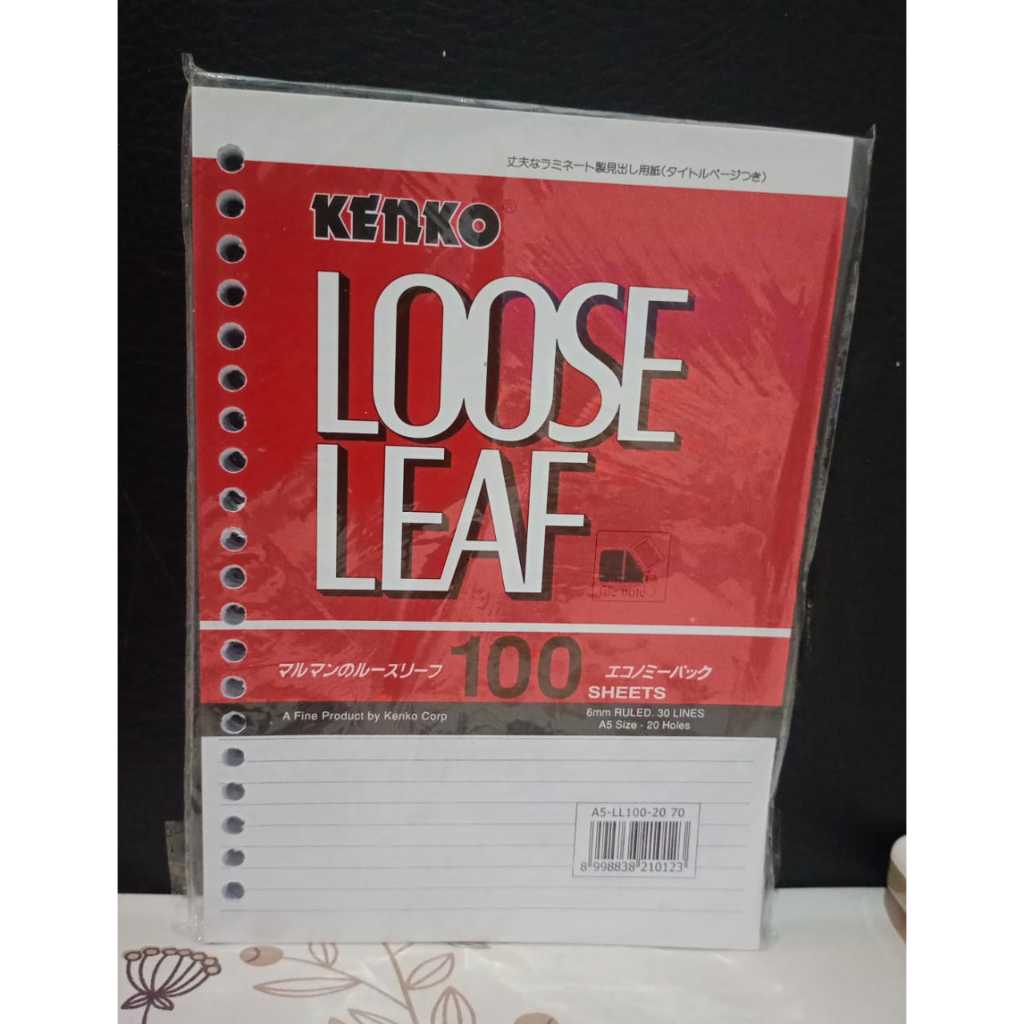 丈夫なラミネート製見出し用紙(タイトルページつき)
KENKO®
LOOSE
LEAF
file note
マルマンのルースリーフ 100 SHEETS エコノミーパック
A Fine Product by Kenko Corp
6mm RULED. 30 LINES
A5 Size - 20 Holes
A5-LL100-20 70
8 998838 210123